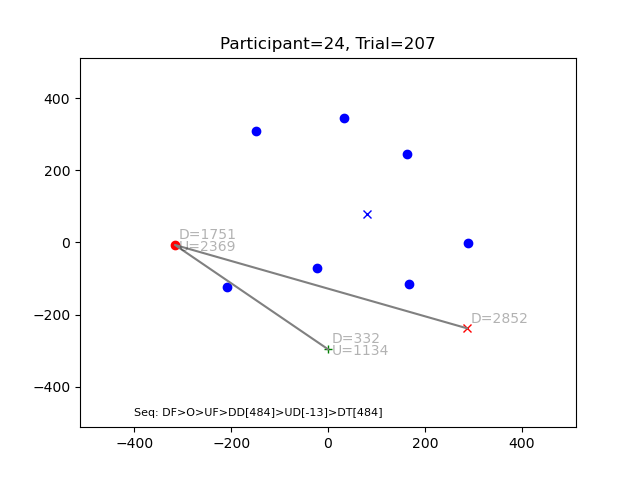 Participant=24, Trial=207
400
200
0
−200
−400
D=1751
U=2369
D=2852
D=332
U=1134
Seq: DF>O>UF>DD[484]>UD[-13]>DT[484]
−400
−200
0
200
400